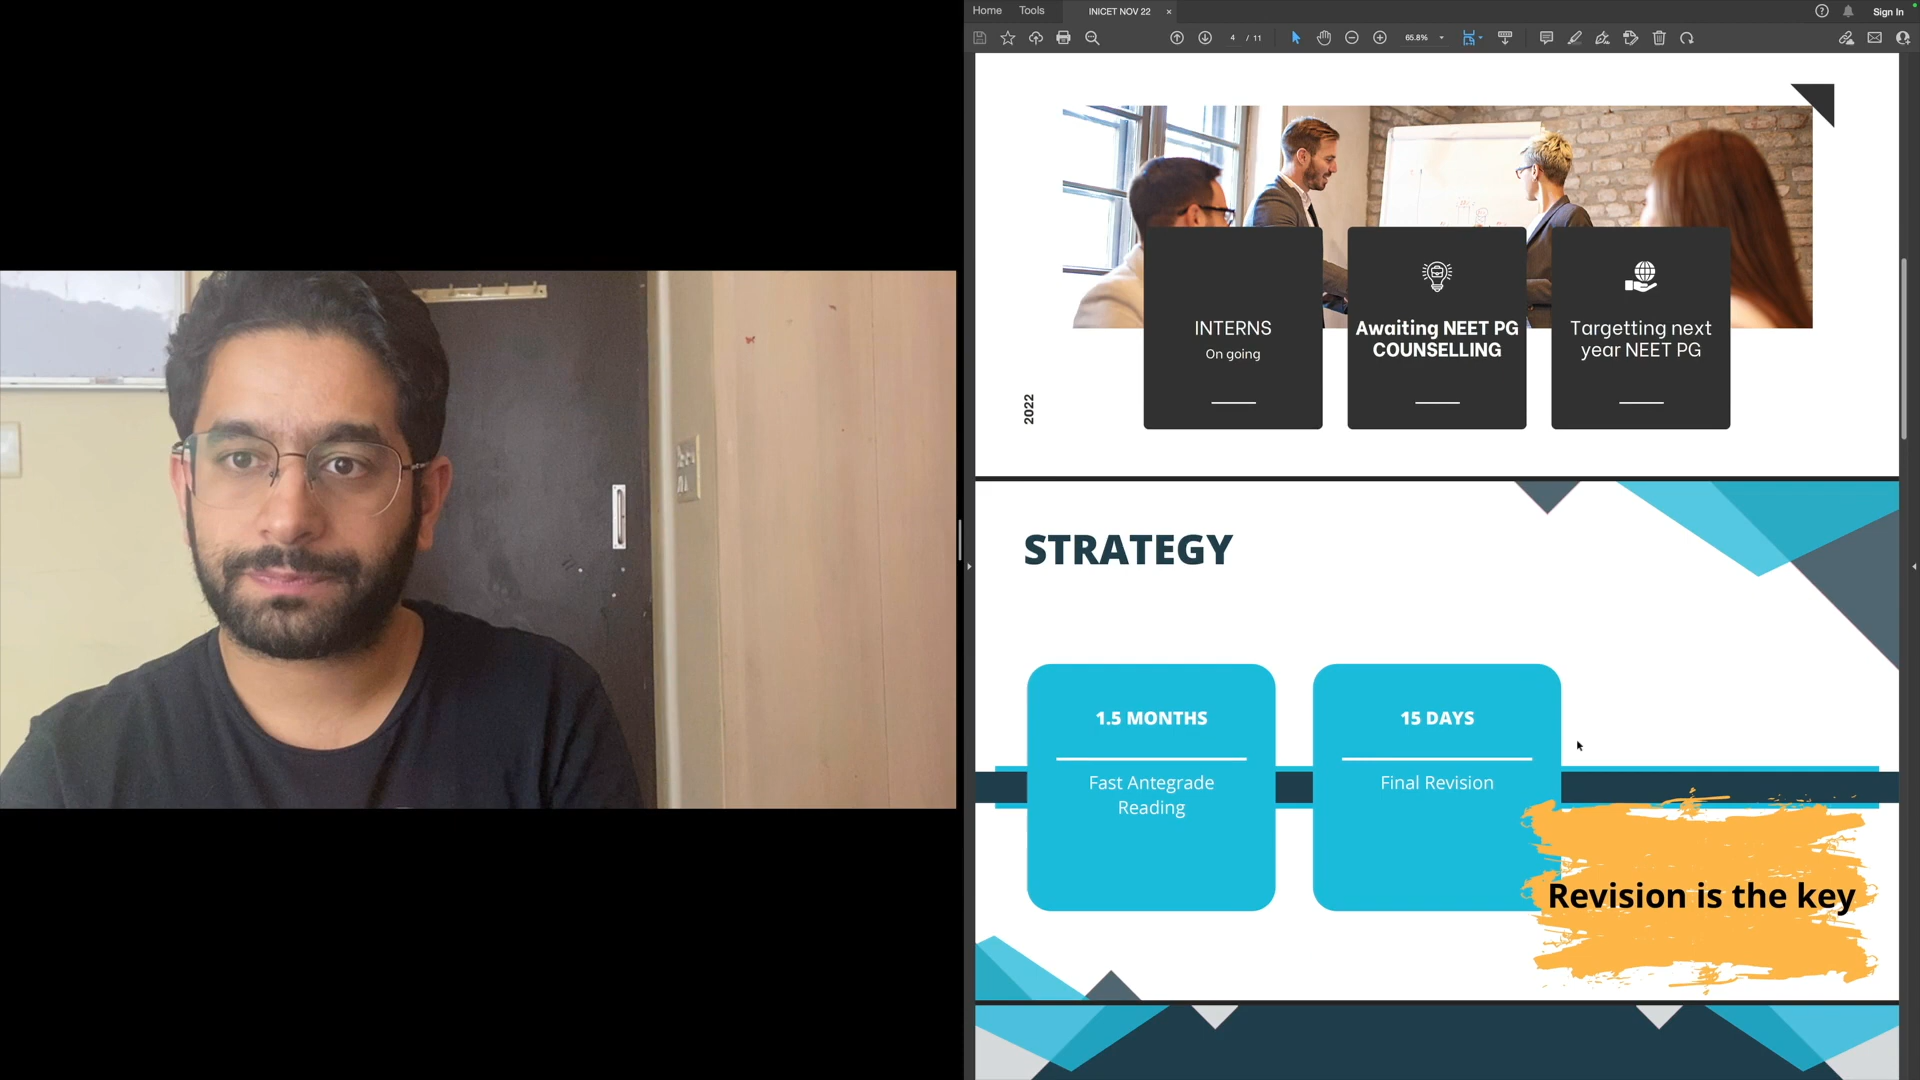 Home
Tools
INICET NOV 22
×
Sign In
4 / 11
65.8%
INTERNS
On going
Awaiting NEET PG
COUNSELLING
Targetting next
year NEET PG
2022
STRATEGY
1.5 MONTHS
Fast Antegrade
Reading
15 DAYS
Final Revision
Revision is the key